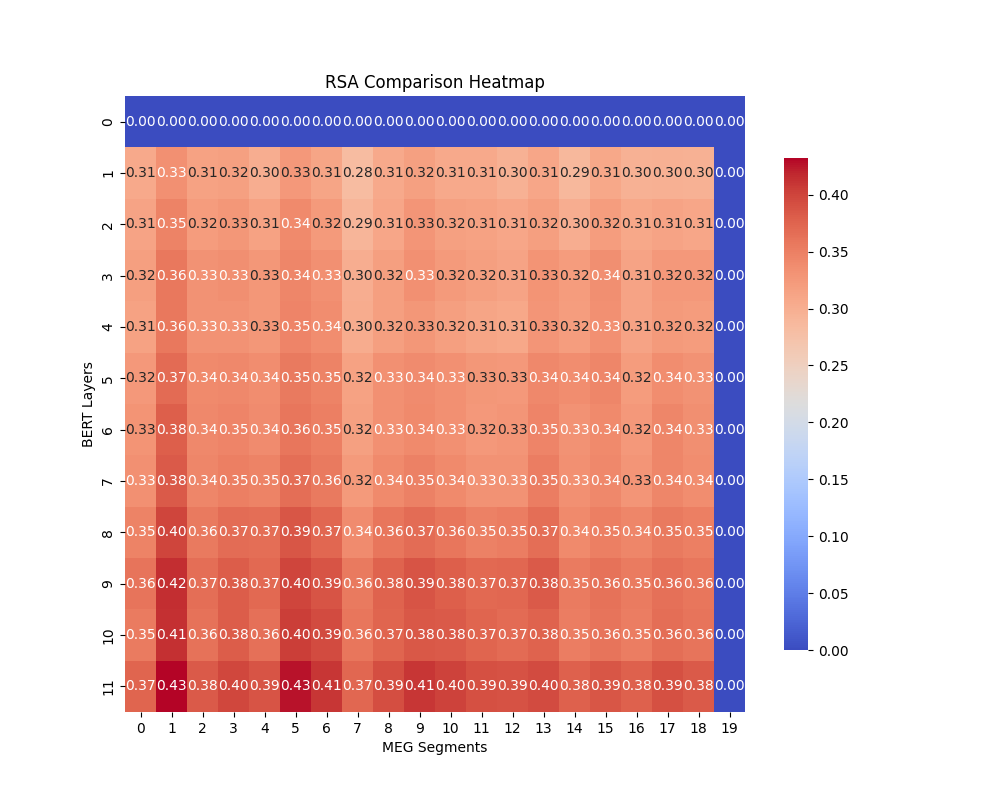 RSA Comparison Heatmap
0 0.00 0.00 0.00 0.00 0.00 0.00 0.00 0.00 0.00 0.00 0.00 0.00 0.00 0.00 0.00 0.00 0.00 0.00 0.00 0.00
1 0.31 0.33 0.31 0.32 0.30 0.33 0.31 0.28 0.31 0.32 0.31 0.31 0.30 0.31 0.29 0.31 0.30 0.30 0.30 0.00
2 0.31 0.35 0.32 0.33 0.31 0.34 0.32 0.29 0.31 0.33 0.32 0.31 0.31 0.32 0.30 0.32 0.31 0.31 0.31 0.00
3 0.32 0.36 0.33 0.33 0.33 0.34 0.33 0.30 0.32 0.33 0.32 0.32 0.31 0.33 0.32 0.34 0.31 0.32 0.32 0.00
4 0.31 0.36 0.33 0.33 0.33 0.35 0.34 0.30 0.32 0.33 0.32 0.31 0.31 0.33 0.32 0.33 0.31 0.32 0.32 0.00
5 0.32 0.37 0.34 0.34 0.34 0.35 0.35 0.32 0.33 0.34 0.33 0.33 0.33 0.34 0.34 0.34 0.32 0.34 0.33 0.00
6 0.33 0.38 0.34 0.35 0.34 0.36 0.35 0.32 0.33 0.34 0.33 0.32 0.33 0.35 0.33 0.34 0.32 0.34 0.33 0.00
7 0.33 0.38 0.34 0.35 0.35 0.37 0.36 0.32 0.34 0.35 0.34 0.33 0.33 0.35 0.33 0.34 0.33 0.34 0.34 0.00
8 0.35 0.40 0.36 0.37 0.37 0.39 0.37 0.34 0.36 0.37 0.36 0.35 0.35 0.37 0.34 0.35 0.34 0.35 0.35 0.00
9 0.36 0.42 0.37 0.38 0.37 0.40 0.39 0.36 0.38 0.39 0.38 0.37 0.37 0.38 0.35 0.36 0.35 0.36 0.36 0.00
10 0.35 0.41 0.36 0.38 0.36 0.40 0.39 0.36 0.37 0.38 0.38 0.37 0.37 0.38 0.35 0.36 0.35 0.36 0.36 0.00
11 0.37 0.43 0.38 0.40 0.39 0.43 0.41 0.37 0.39 0.41 0.40 0.39 0.39 0.40 0.38 0.39 0.38 0.39 0.38 0.00
0 1 2 3 4 5 6 7 8 9 10 11 12 13 14 15 16 17 18 19
MEG Segments
BERT Layers
0.40
0.35
0.30
0.25
0.20
0.15
0.10
0.05
0.00